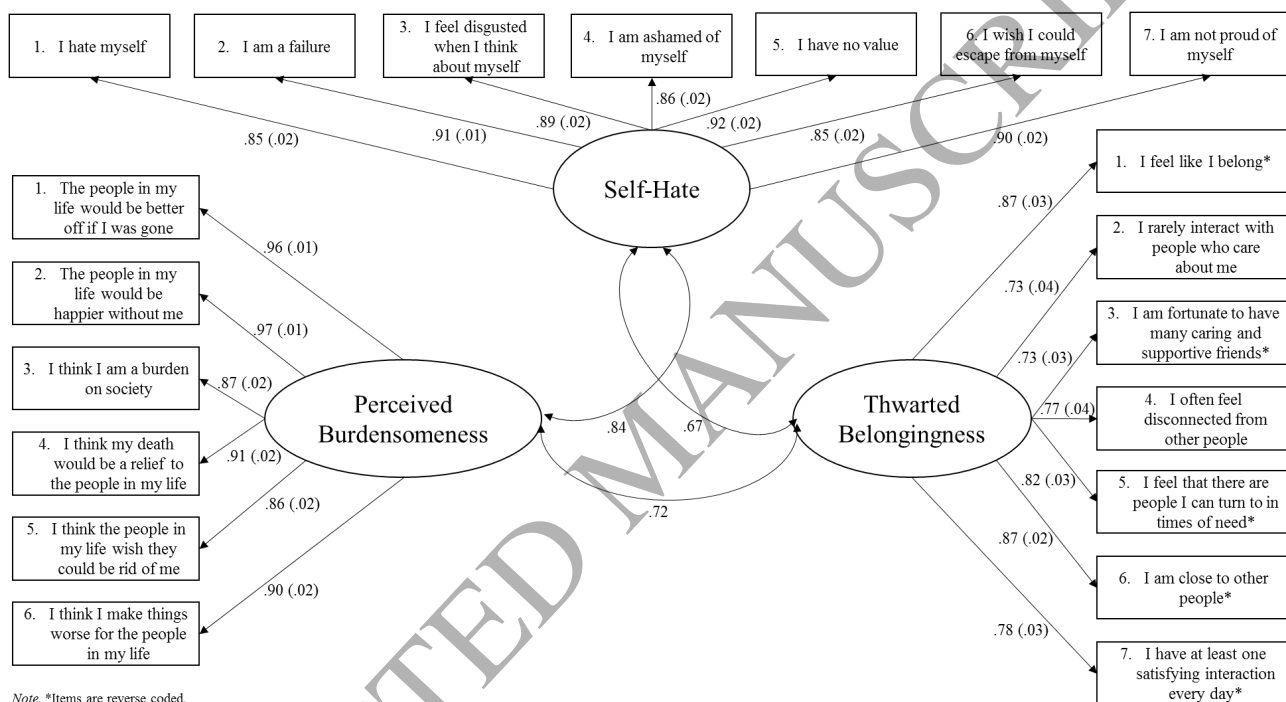 1. I hate myself
2. I am a failure
3. I feel disgusted
when I think
about myself
4. I am ashamed of
myself
5. I have no value
6. I wish I could
escape from myself
7. I am not proud of
myself
.85 (.02)
.91 (.01)
.89 (.02)
.86 (.02)
.92 (.02)
.85 (.02)
.90 (.02)
Self-Hate
1. The people in my
life would be better
off if I was gone
2. The people in my
life would be
happier without me
3. I think I am a burden
on society
4. I think my death
would be a relief to
the people in my life
5. I think the people in
my life wish they
could be rid of me
6. I think I make things
worse for the people
in my life
.96 (.01)
.97 (.01)
.87 (.02)
.91 (.02)
.86 (.02)
.90 (.02)
Perceived
Burdensomeness
.84
.67
.72
Thwarted
Belongingness
.87 (.03)
.73 (.04)
.73 (.03)
.77 (.04)
.82 (.03)
.87 (.02)
.78 (.03)
1. I feel like I belong*
2. I rarely interact with
people who care
about me
3. I am fortunate to have
many caring and
supportive friends*
4. I often feel
disconnected from
other people
5. I feel that there are
people I can turn to in
times of need*
6. I am close to other
people*
7. I have at least one
satisfying interaction
every day*
Note. *Items are reverse coded.
TED MANUSCRI